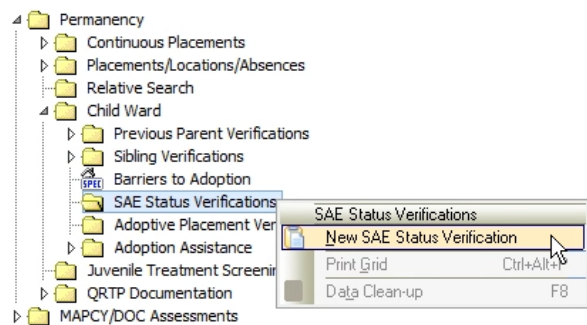 Permanency
Continuous Placements
Placements/Locations/Absences
Relative Search
Child Ward
Previous Parent Verifications
Sibling Verifications
SPEC Barriers to Adoption
SAE Status Verifications
SAE Status Verifications
Adoptive Placement Ver
New SAE Status Verification
Adoption Assistance
Print Grid Ctrl+Alt+P
Juvenile Treatment Screenin
Data Clean-up F8
QRTP Documentation
MAPCY/DOC Assessments